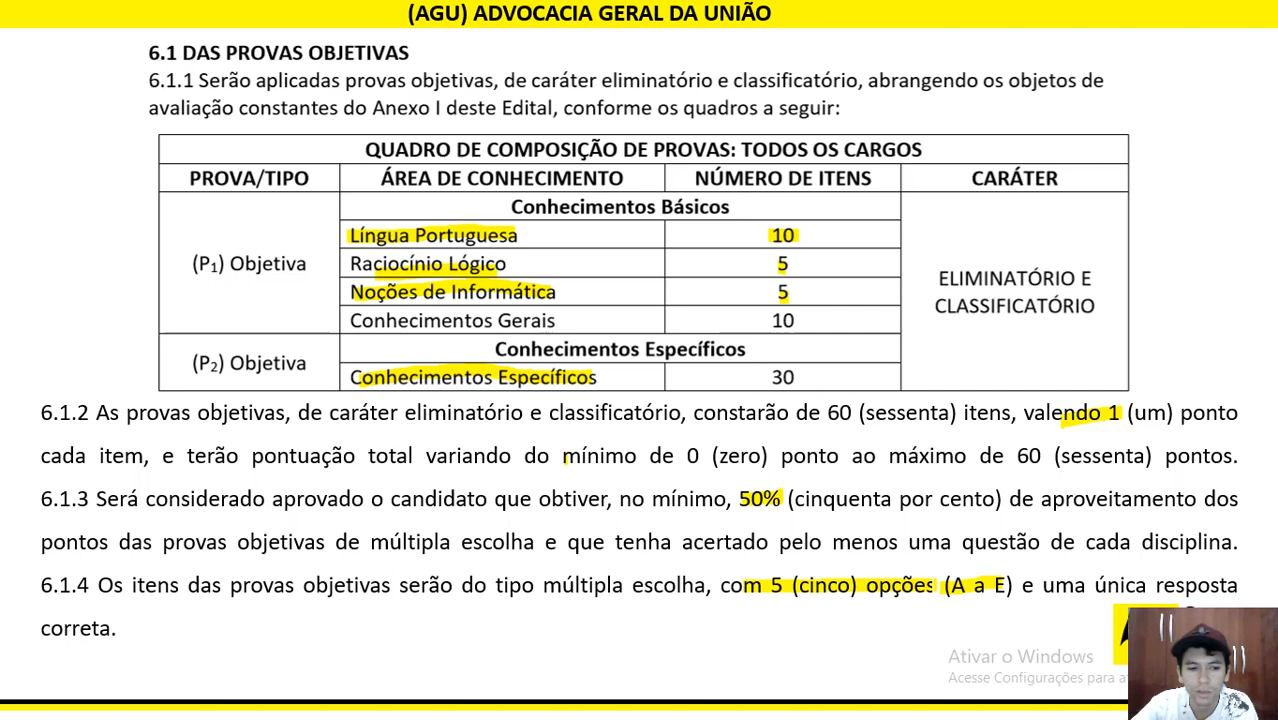 (AGU) ADVOCACIA GERAL DA UNIÃO
6.1 DAS PROVAS OBJETIVAS
6.1.1 Serão aplicadas provas objetivas, de caráter eliminatório e classificatório, abrangendo os objetos de
avaliação constantes do Anexo I deste Edital, conforme os quadros a seguir:
QUADRO DE COMPOSIÇÃO DE PROVAS: TODOS OS CARGOS
PROVA/TIPO ÁREA DE CONHECIMENTO NÚMERO DE ITENS CARÁTER
Conhecimentos Básicos
Língua Portuguesa 10
(P1) Objetiva Raciocínio Lógico 5
Noções de Informática 5
ELIMINATÓRIO E
CLASSIFICATÓRIO
Conhecimentos Gerais 10
Conhecimentos Específicos
(P2) Objetiva
Conhecimentos Específicos 30
6.1.2 As provas objetivas, de caráter eliminatório e classificatório, constarão de 60 (sessenta) itens, valendo 1 (um) ponto
cada item, e terão pontuação total variando do mínimo de 0 (zero) ponto ao máximo de 60 (sessenta) pontos.
6.1.3 Será considerado aprovado o candidato que obtiver, no mínimo, 50% (cinquenta por cento) de aproveitamento dos
pontos das provas objetivas de múltipla escolha e que tenha acertado pelo menos uma questão de cada disciplina.
6.1.4 Os itens das provas objetivas serão do tipo múltipla escolha, com 5 (cinco) opções (A a E) e uma única resposta
correta.
Ativar o Windows
Acesse Configurações para